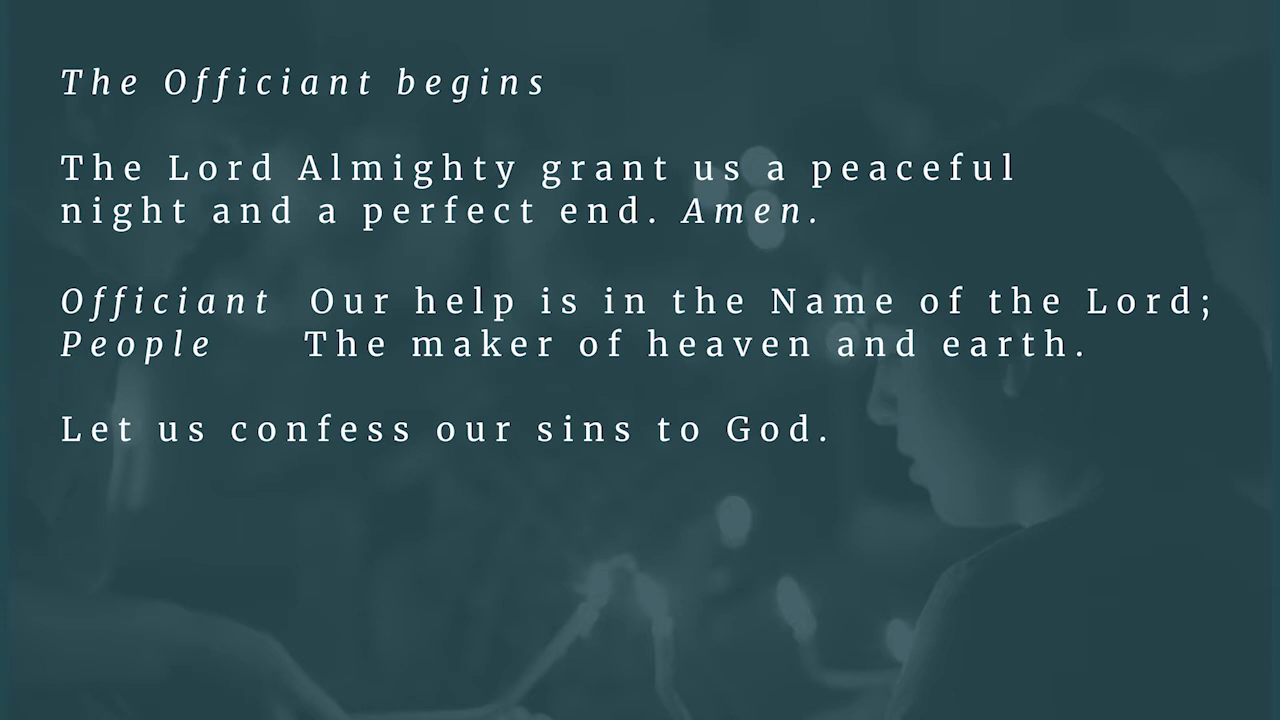 The Officiant begins
The Lord Almighty grant us a peaceful
night and a perfect end. Amen.
Officiant Our help is in the Name of the Lord;
People The maker of heaven and earth.
Let us confess our sins to God.